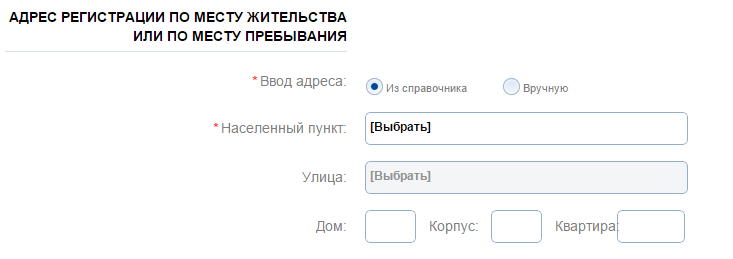 АДРЕС РЕГИСТРАЦИИ ПО МЕСТУ ЖИТЕЛЬСТВА
ИЛИ ПО МЕСТУ ПРЕБЫВАНИЯ
* Ввод адреса: Из справочника Вручную
* Населенный пункт: [Выбрать]
Улица: [Выбрать]
Дом: Корпус: Квартира: